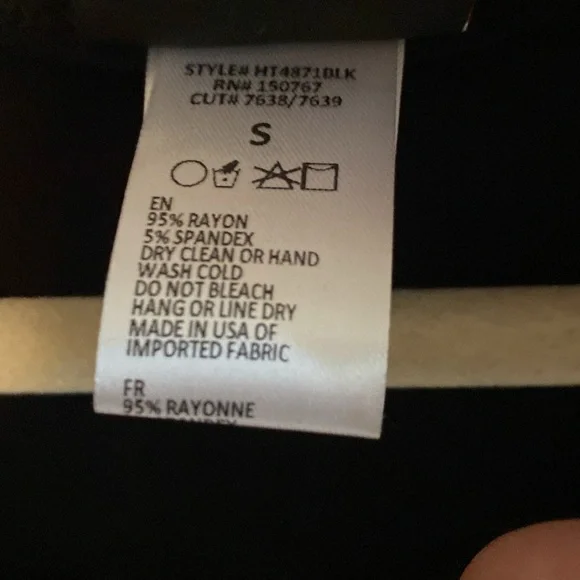 STYLE# HT4871BLK
RN# 150767
CUT# 7638/7639
S
EN
95% RAYON
5% SPANDEX
DRY CLEAN OR HAND
WASH COLD
DO NOT BLEACH
HANG OR LINE DRY
MADE IN USA OF
IMPORTED FABRIC
FR
95% RAYONNE